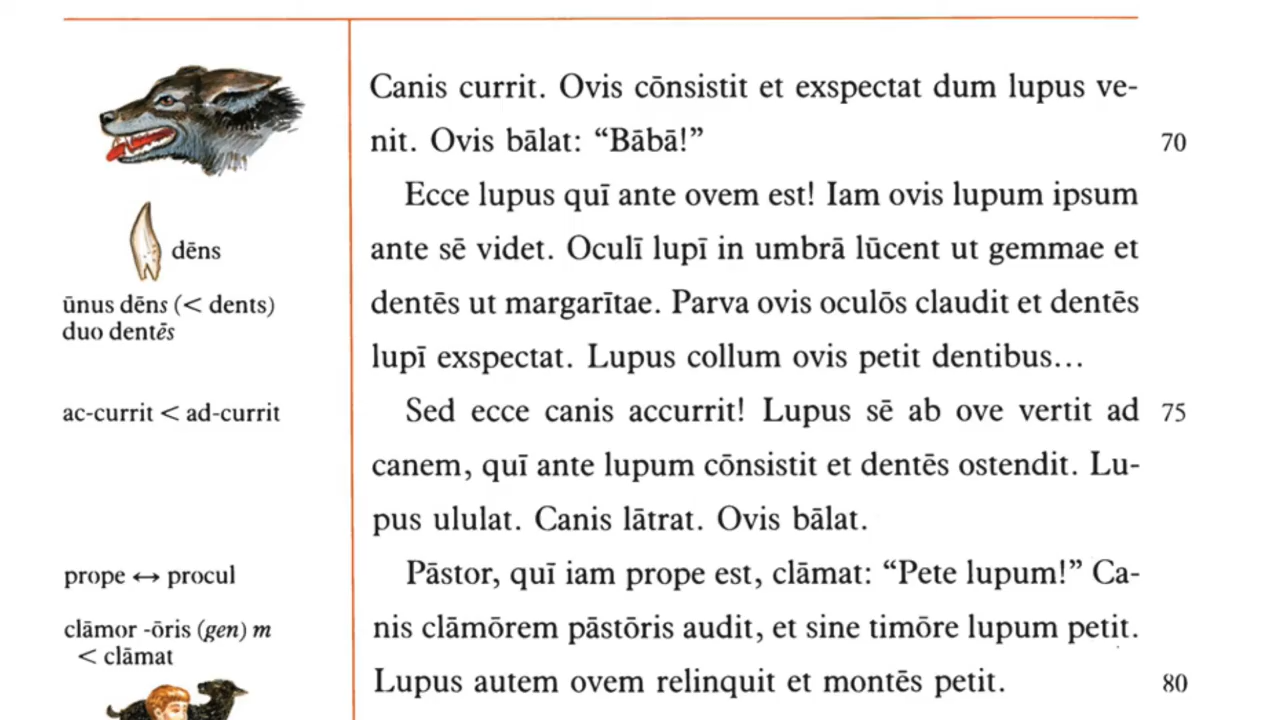 Canis currit. Ovis cōnsistit et exspectat dum lupus ve-
nit. Ovis bālat: “Bābā!”
70
Ecce lupus quī ante ovem est! Iam ovis lupum ipsum
ante sē videt. Oculī lupī in umbrā lūcent ut gemmae et
dentēs ut margarītae. Parva ovis oculōs claudit et dentēs
lupī exspectat. Lupus collum ovis petit dentibus...
Sed ecce canis accurrit! Lupus sē ab ove vertit ad
75
canem, quī ante lupum cōnsistit et dentēs ostendit. Lu-
pus ululat. Canis lātrat. Ovis bālat.
Pāstor, quī iam prope est, clāmat: “Pete lupum!” Ca-
nis clāmōrem pāstōris audit, et sine timōre lupum petit.
Lupus autem ovem relinquit et montēs petit.
80
dēns
ūnus dēns (< dents)
duo dentēs
ac-currit < ad-currit
prope ↔ procul
clāmor -ōris (gen) m
< clāmat